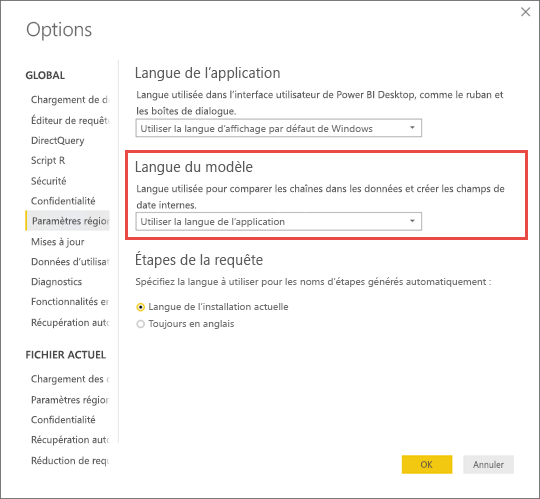 Options
GLOBAL
Chargement de d
Éditeur de requêt
DirectQuery
Script R
Sécurité
Confidentialité
Paramètres région
Mises à jour
Données d'utilisat
Diagnostics
Fonctionnalités en
Récupération auto
FICHIER ACTUEL
Chargement des d
Paramètres région
Confidentialité
Récupération auto
Réduction de requ
Langue de l'application
Langue utilisée dans l'interface utilisateur de Power BI Desktop, comme le ruban et
les boîtes de dialogue.
Utiliser la langue d'affichage par défaut de Windows
Langue du modèle
Langue utilisée pour comparer les chaînes dans les données et créer les champs de
date internes.
Utiliser la langue de l'application
Étapes de la requête
Spécifiez la langue à utiliser pour les noms d'étapes générés automatiquement :
Langue de l'installation actuelle
Toujours en anglais
OK
Annuler